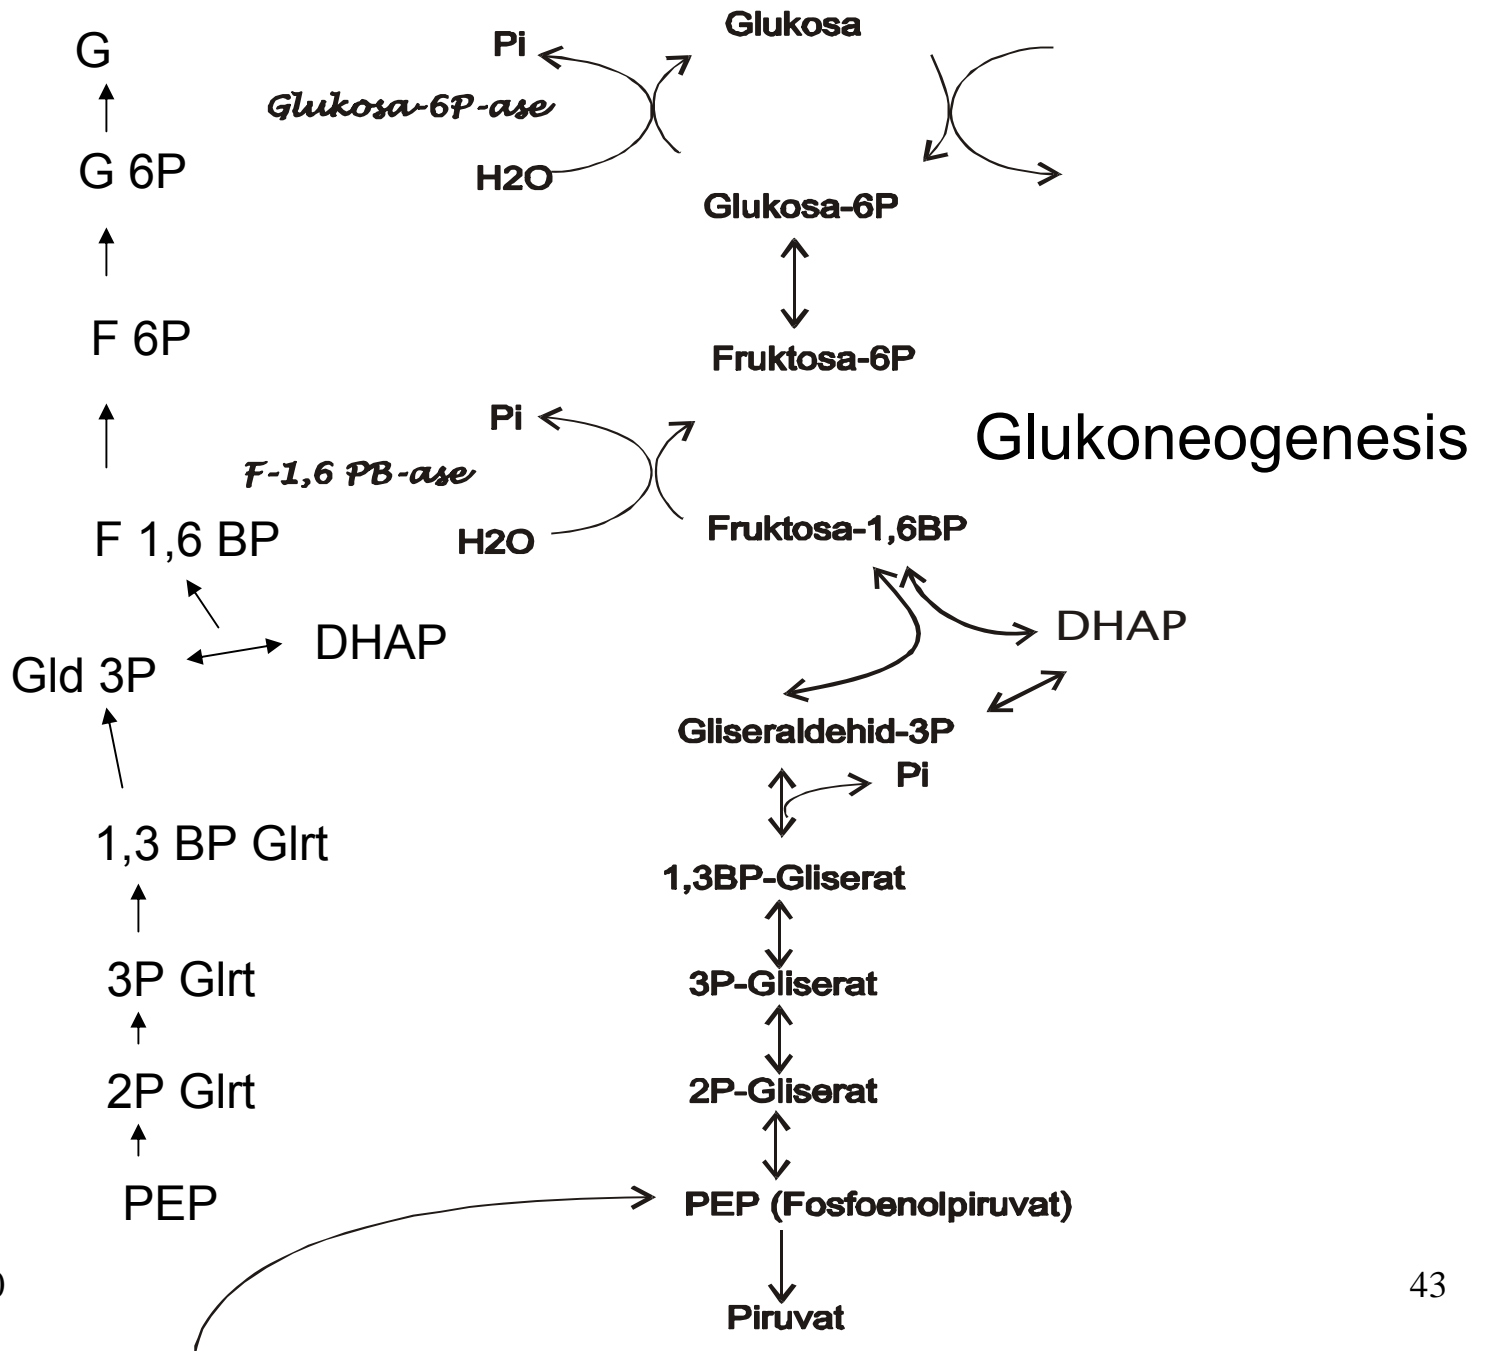 G
G 6P
F 6P
F 1,6 BP
DHAP
Gld 3P
1,3 BP Glrt
3P Glrt
2P Glrt
PEP
Glukosa
Pi
Glukosa-6P-ase
H2O
Glukosa-6P
Fruktosa-6P
Pi
F-1,6 PB-ase
H2O
Fruktosa-1,6BP
DHAP
Gliseraldehid-3P
Pi
1,3BP-Gliserat
3P-Gliserat
2P-Gliserat
PEP (Fosfoenolpiruvat)
Piruvat
Glukoneogenesis
43